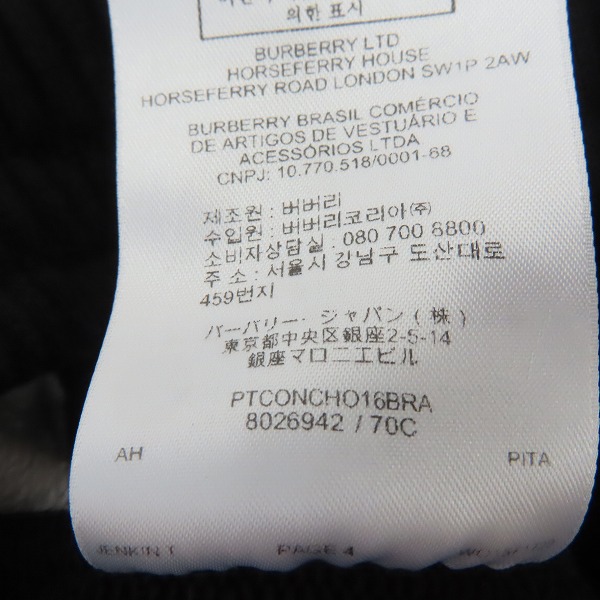 의한 표시
BURBERRY LTD
HORSEFERRY HOUSE
HORSEFERRY ROAD LONDON SW1P 2AW
BURBERRY BRASIL COMÉRCIO
DE ARTIGOS DE VESTUÁRIO E
ACESSÓRIOS LTDA
CNPJ: 10.770.518/0001-68
제조원 : 버버리
수입원 : 버버리코리아㈜
소비자상담실 : 080 700 8800
주 소 : 서울시 강남구 도산대로
459번지
バーバリー・ジャパン(株)
東京都中央区銀座2-5-14
銀座マロニエビル
PTCONCHO16BRA
8026942 / 70C
AH PITA
JENKIN T PAGE 4